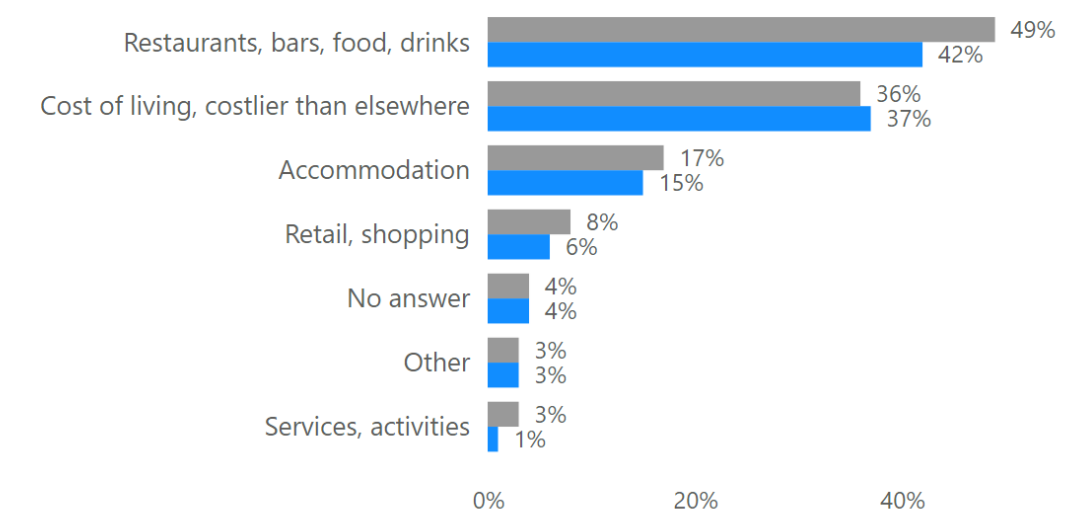 Restaurants, bars, food, drinks
49%
42%
Cost of living, costlier than elsewhere
36%
37%
Accommodation
17%
15%
Retail, shopping
8%
6%
No answer
4%
4%
Other
3%
3%
Services, activities
3%
1%
0% 20% 40%